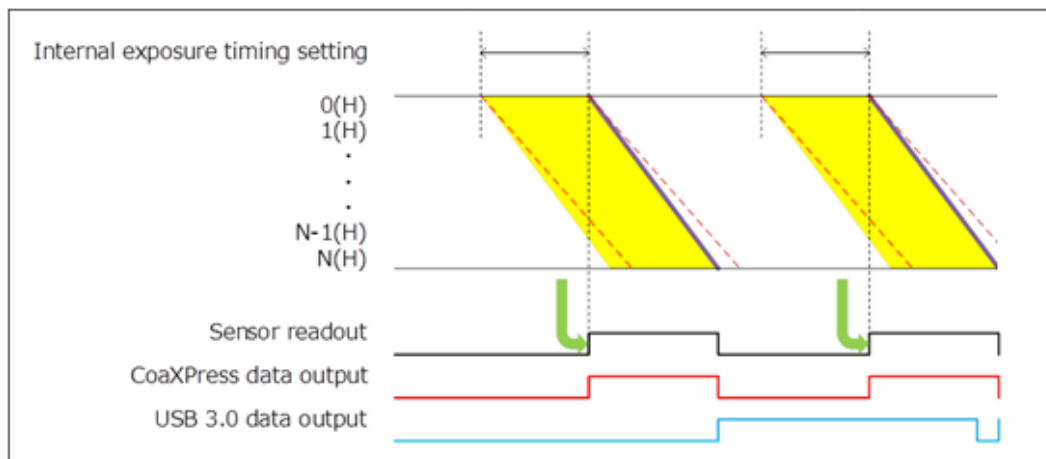 Internal exposure timing setting
0(H)
1(H)
.
.
.
N-1(H)
N(H)
Sensor readout
CoaXPress data output
USB 3.0 data output